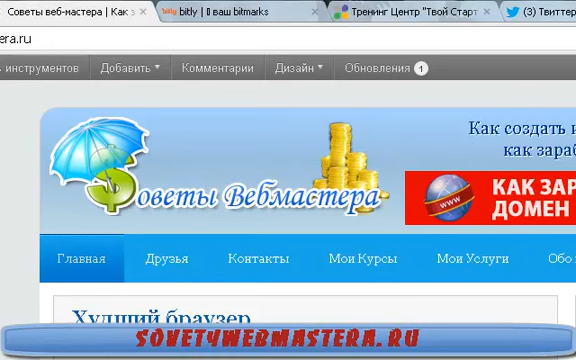 Советы веб-мастера | Как з
bitly bitly | ваш bitmarks
Тренинг Центр "Твой Старт
(3) Твиттер
era.ru
инструментов
Добавить
Комментарии
Дизайн
Обновления 1
Как создать
как зараб
$оветы Вебмастера
WWW
КАК ЗАР
ДОМЕН
Главная
Друзья
Контакты
Мои Курсы
Мои Услуги
Обо
Худший браузер
SOVETYWEBMASTERA.RU